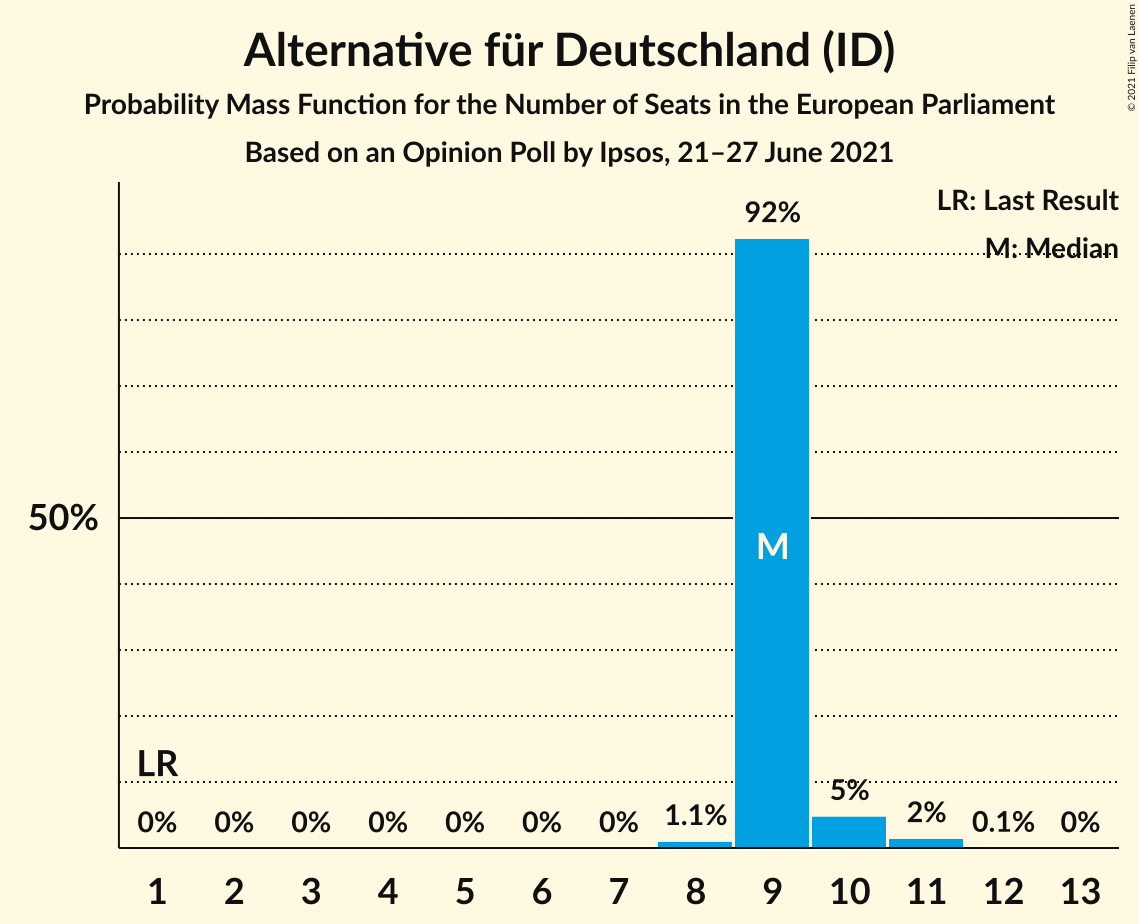 Alternative für Deutschland (ID)
Probability Mass Function for the Number of Seats in the European Parliament
Based on an Opinion Poll by Ipsos, 21–27 June 2021
© 2021 Filip van Laenen
LR: Last Result
M: Median
92%
50%
M
LR
0% 0% 0% 0% 0% 0% 0% 1.1% 5% 2% 0.1% 0%
1 2 3 4 5 6 7 8 9 10 11 12 13